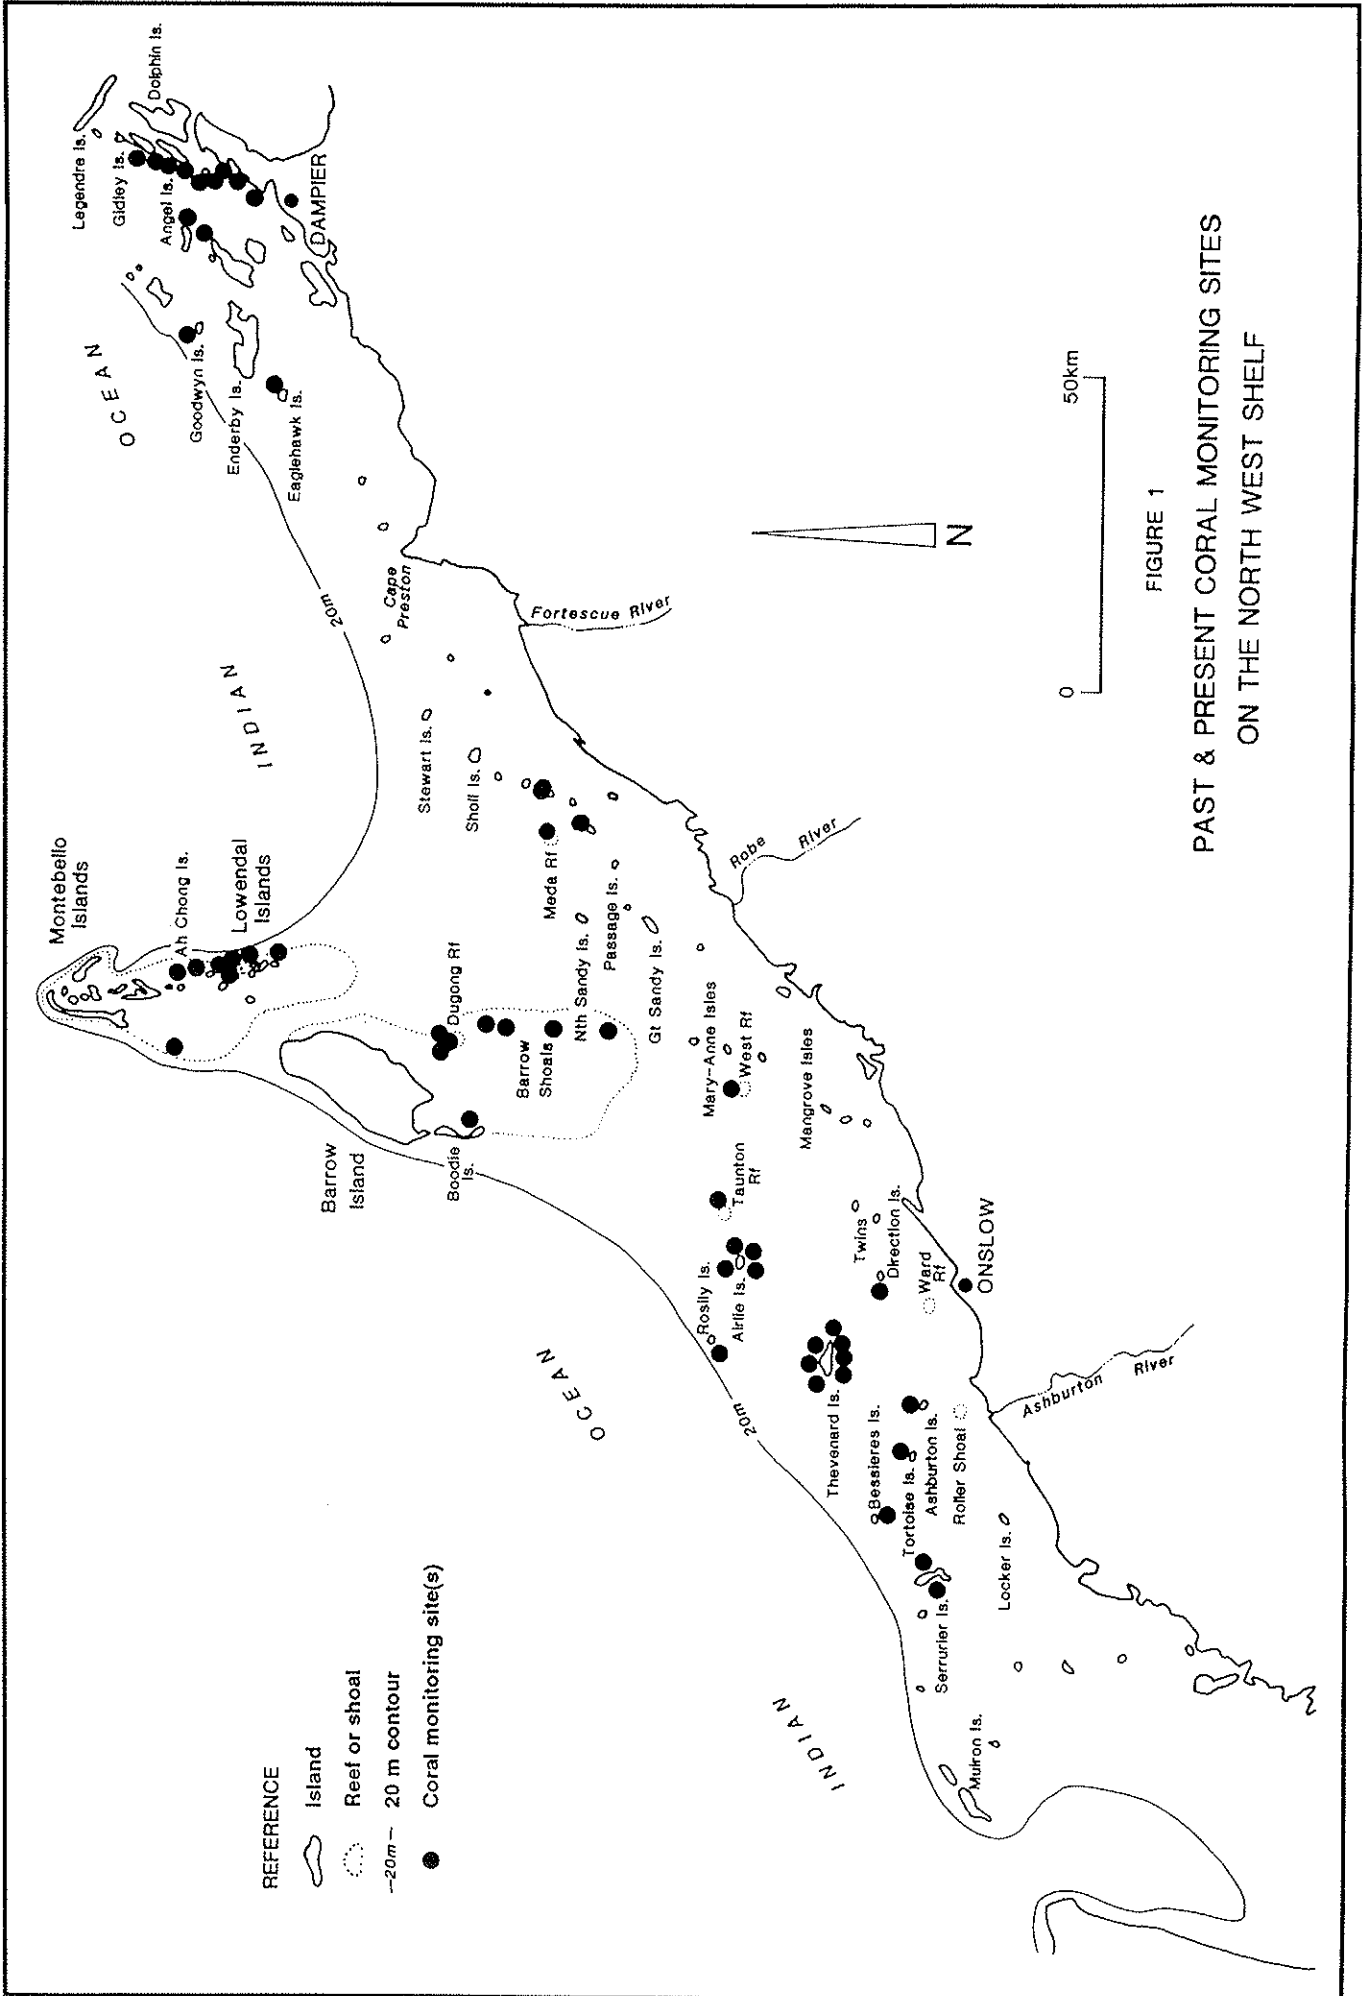 REFERENCE
Island
Reef or shoal
--20m-- 20 m contour
Coral monitoring site(s)
Montebello
Islands
Ah Chong Is.
Lowendal
Islands
Barrow
Island
Boodie
Is.
Dugong Rf
Barrow
Shoals
INDIAN
OCEAN
Legendre Is.
Gidley Is.
Dolphin Is.
Angel Is.
DAMPIER
Goodwyn Is.
Enderby Is.
Eaglehawk Is.
20m
Cape
Preston
Fortescue River
Stewart Is.
Sholl Is.
Meda Rf
Nth Sandy Is.
Passage Is.
Gt Sandy Is.
Robe River
Mary-Anne Isles
West Rf
Mangrove Isles
Taunton
Rf
Rosily Is.
Airlie Is.
Twins
Direction Is.
Ward
Rf
ONSLOW
INDIAN
OCEAN
20m
Thevenard Is.
Bessieres Is.
Tortoise Is.
Ashburton Is.
Roller Shoal
Ashburton River
Serrurier Is.
Locker Is.
Muiron Is.
N
0 50km
FIGURE 1
PAST & PRESENT CORAL MONITORING SITES
ON THE NORTH WEST SHELF